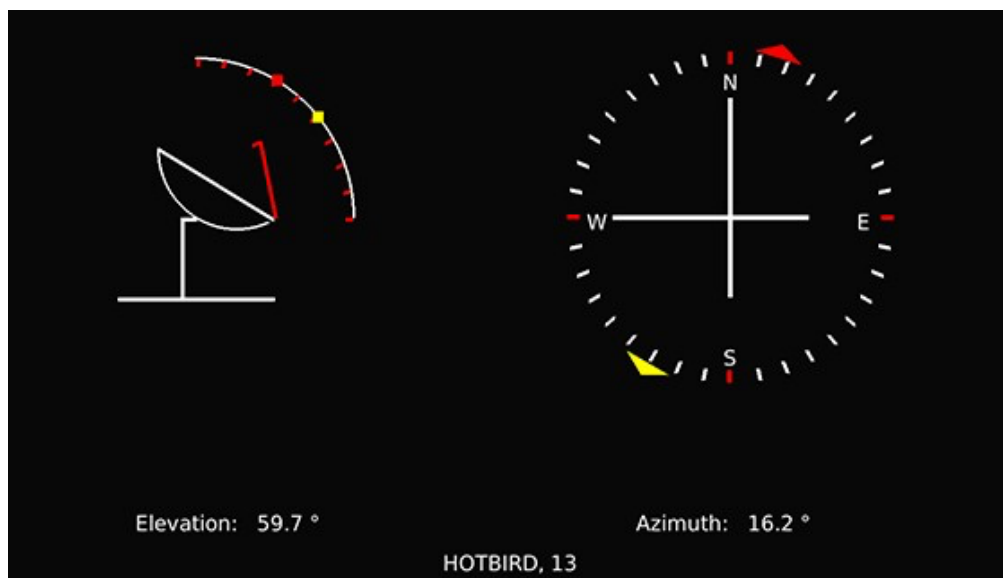 N
W
E
S
Elevation: 59.7 °
Azimuth: 16.2 °
HOTBIRD, 13